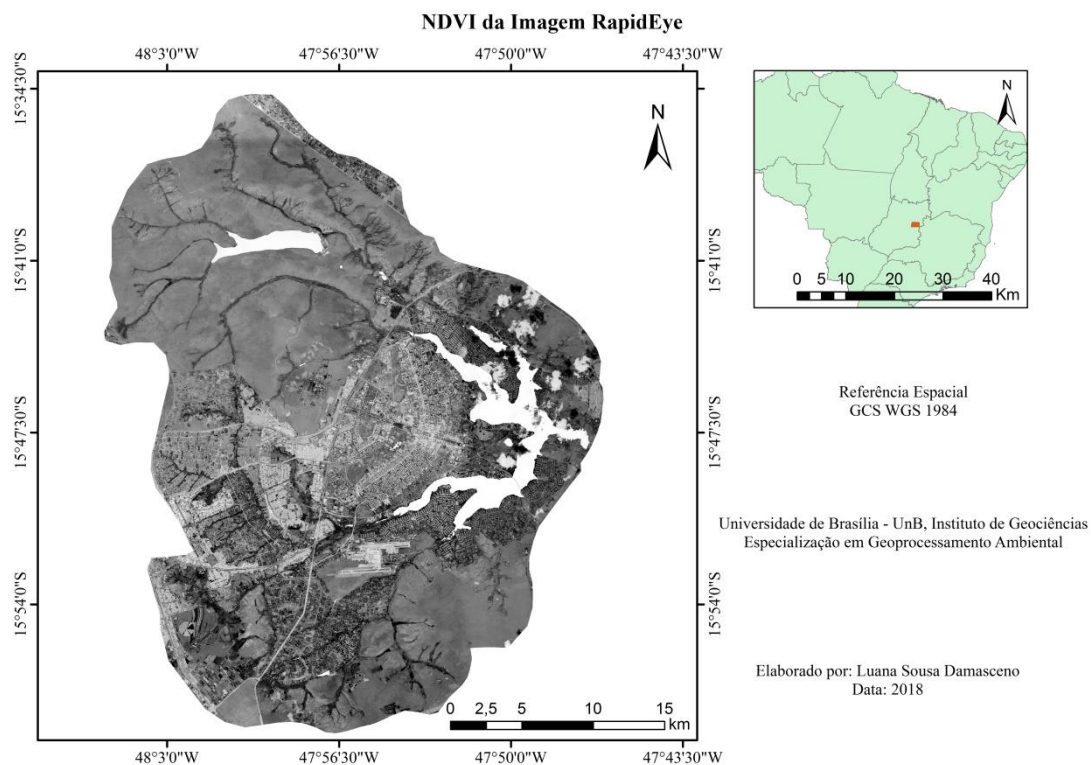 NDVI da Imagem RapidEye
48°3'0"W 47°56'30"W 47°50'0"W 47°43'30"W
15°34'30"S
15°34'30"S
15°41'0"S
15°41'0"S
15°47'30"S
15°47'30"S
15°54'0"S
15°54'0"S
N
0 2,5 5 10 15
km
48°3'0"W 47°56'30"W 47°50'0"W 47°43'30"W
N
0 5 10 20 30 40
Km
Referência Espacial
GCS WGS 1984
Universidade de Brasília - UnB, Instituto de Geociências
Especialização em Geoprocessamento Ambiental
Elaborado por: Luana Sousa Damasceno
Data: 2018